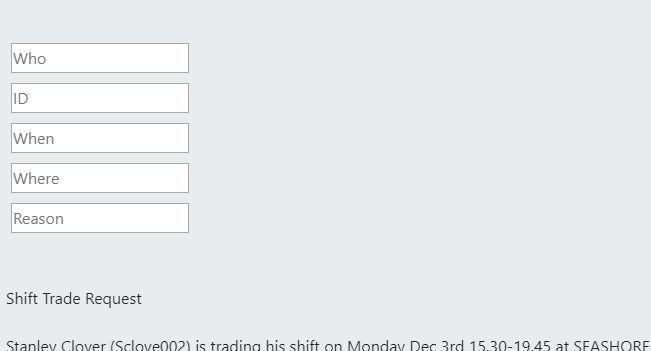 Who
ID
When
Where
Reason
Shift Trade Request
Stanley Clover (Sclove002) is trading his shift on Monday Dec 3rd 15.30-19.45 at SEASHORE